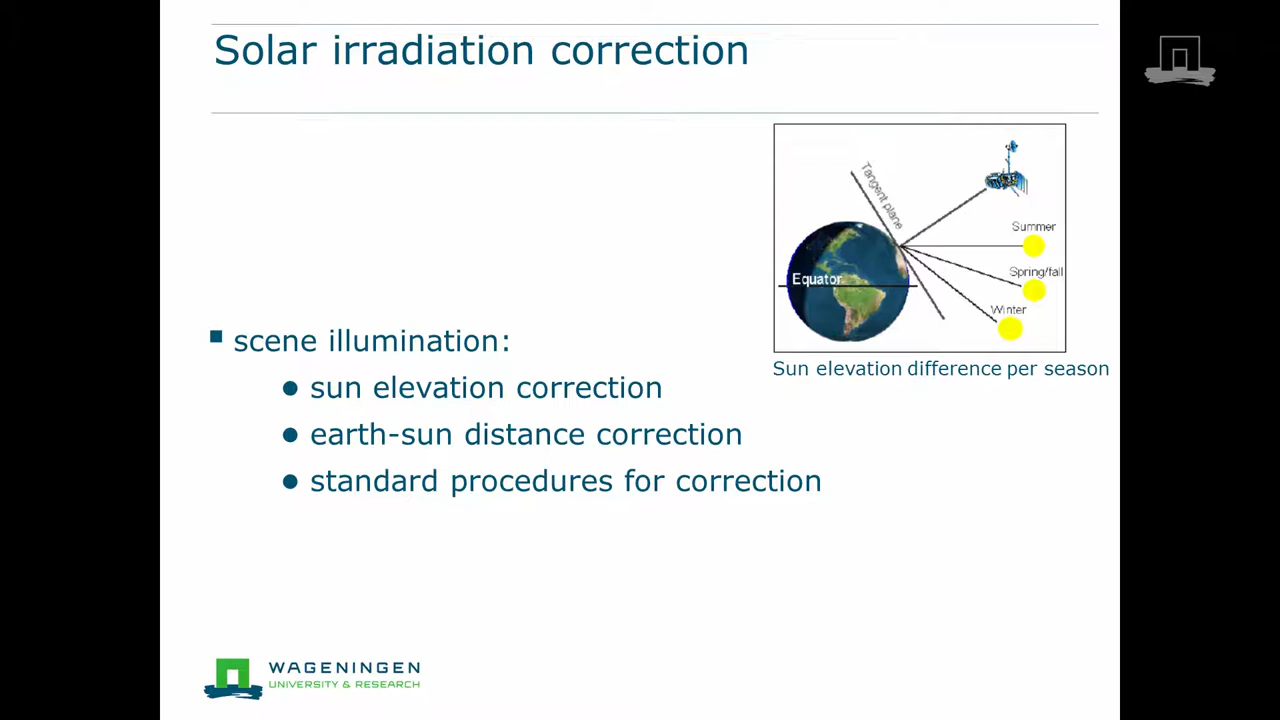 Solar irradiation correction
Tangent plane
Summer
Spring/fall
Equator
Winter
Sun elevation difference per season
scene illumination:
sun elevation correction
earth-sun distance correction
standard procedures for correction
WAGENINGEN
UNIVERSITY & RESEARCH